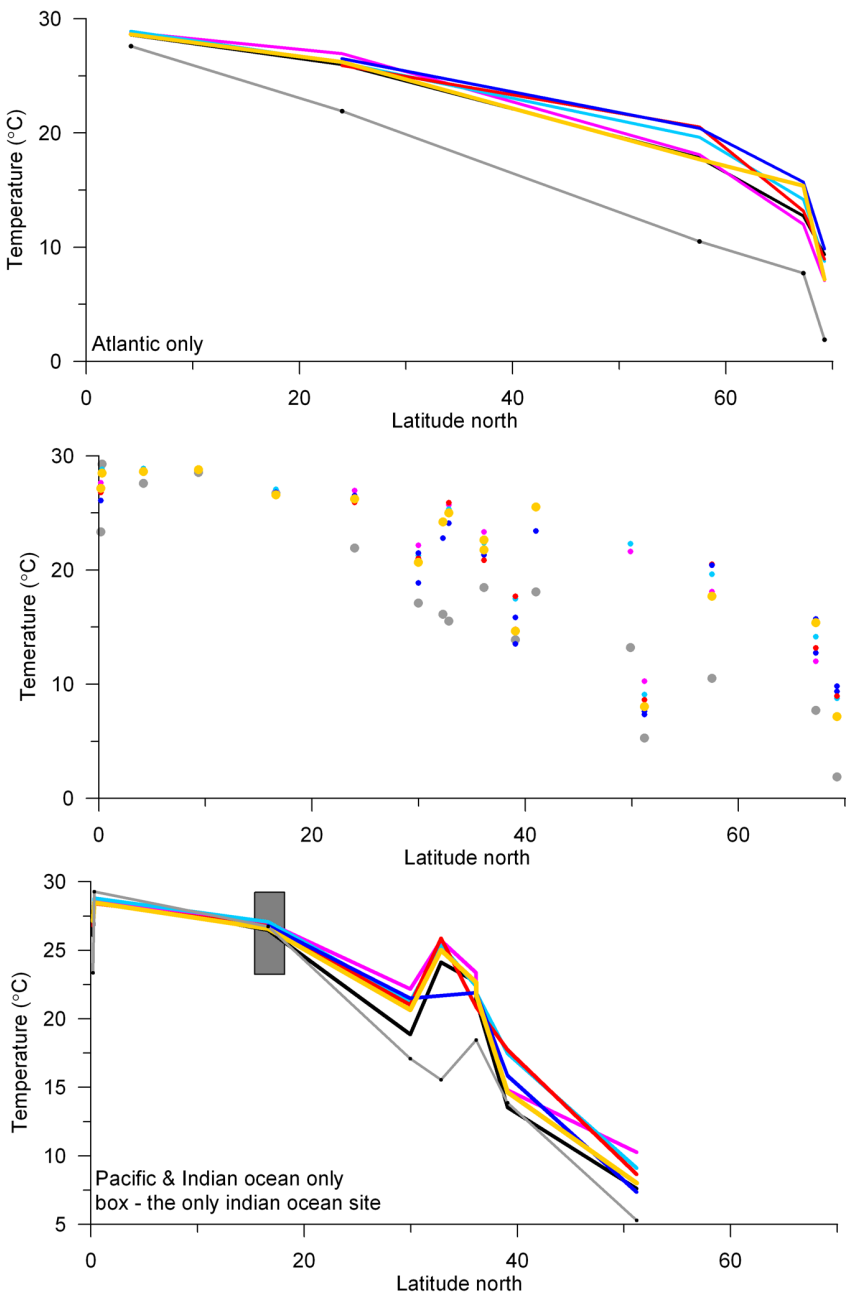 30
20
10
0
Temperature (°C)
Atlantic only
0 20 40 60
Latitude north
30
20
10
0
Temerature (°C)
0 20 40 60
Latitude north
30
25
20
15
10
5
Temperature (°C)
Pacific & Indian ocean only
box - the only indian ocean site
0 20 40 60
Latitude north